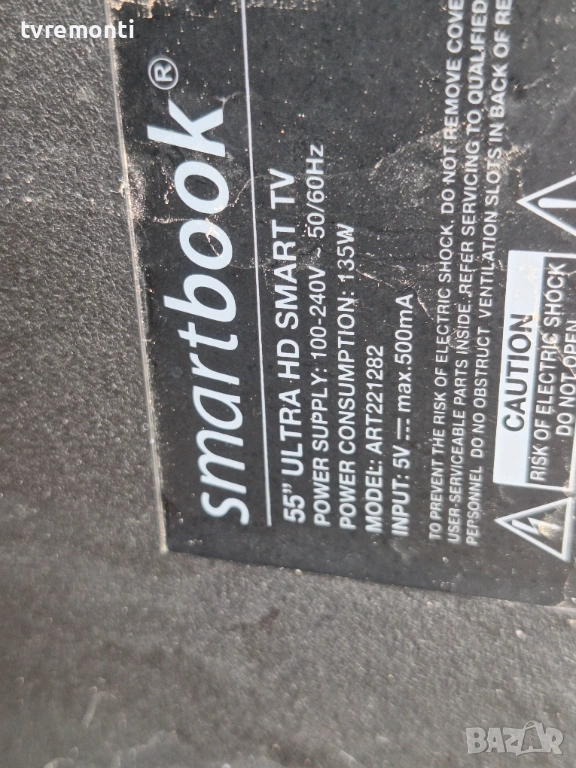 tvremonti
smartbook®
55” ULTRA HD SMART TV
POWER SUPPLY: 100-240V ~ 50/60Hz
POWER CONSUMPTION: 135W
MODEL: ART221282
INPUT: 5V ⎓ max.500mA
TO PREVENT THE RISK OF ELECTRIC SHOCK, DO NOT REMOVE COVE
USER-SERVICEABLE PARTS INSIDE. REFER SERVICING TO QUALIFIED
PERSONNEL DO NO OBSTRUCT VENTILATION SLOTS IN BACK OF RE
CAUTION
RISK OF ELECTRIC SHOCK
DO NOT OPEN
BAZAR